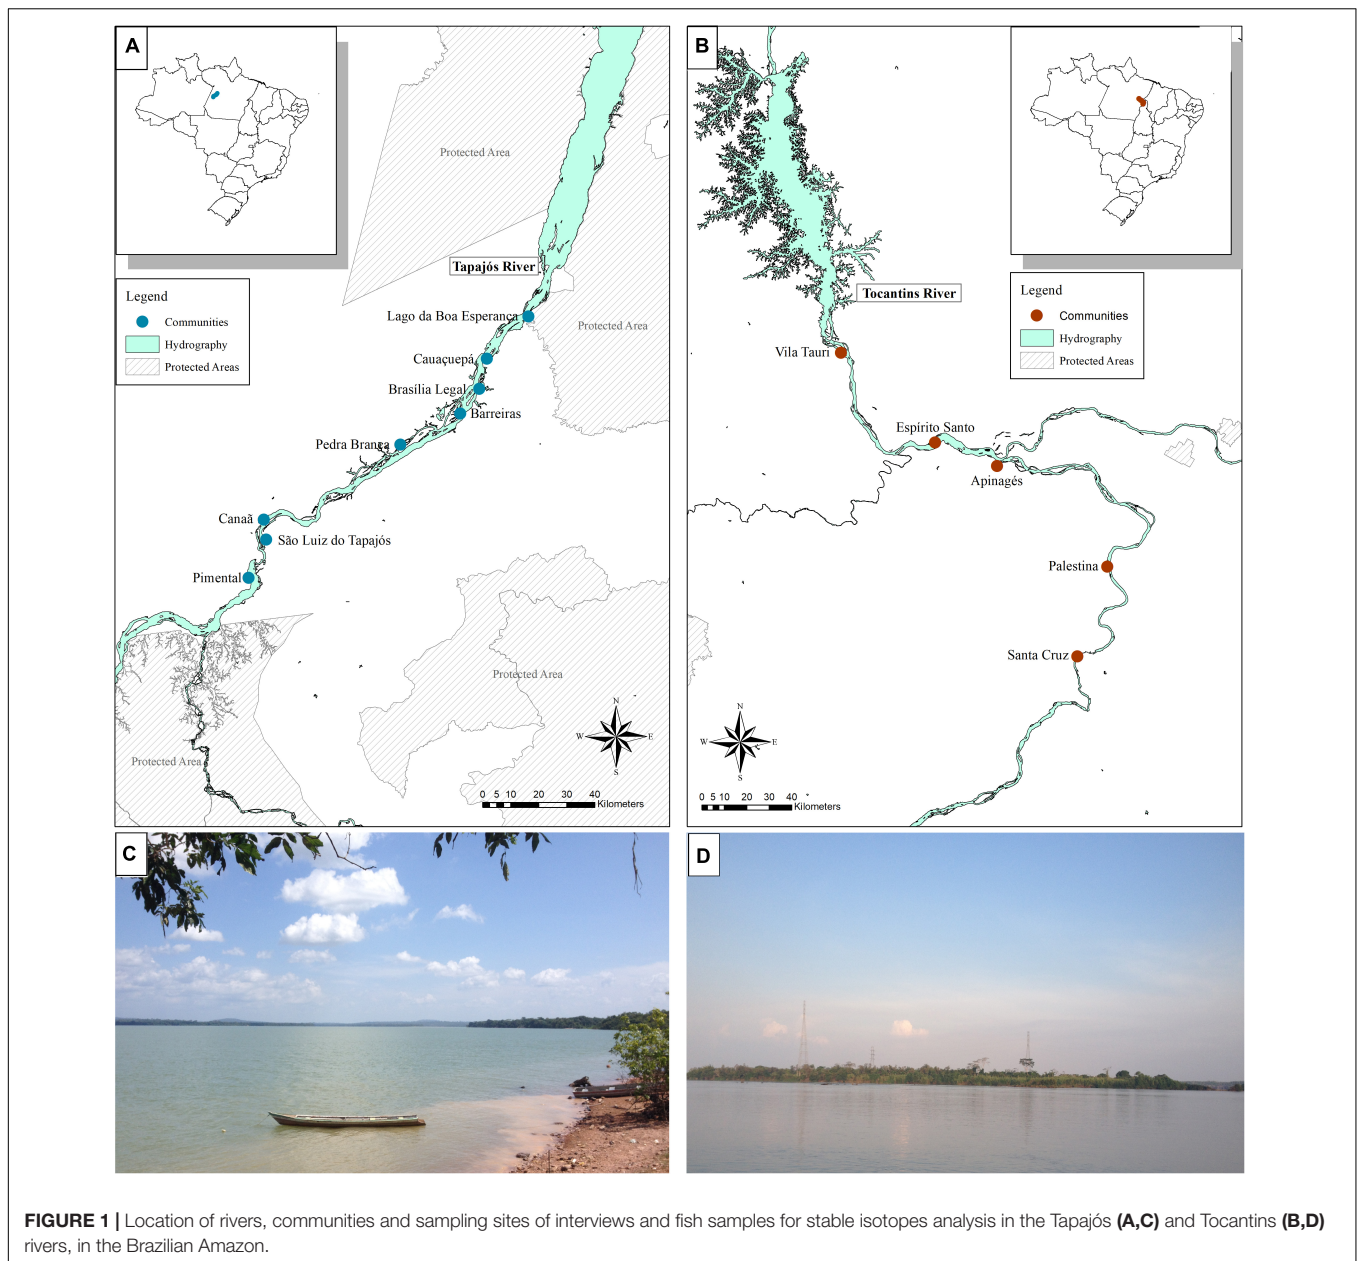 A
Protected Area
Tapajós River
Legend
Communities
Hydrography
Protected Areas
Lago da Boa Esperança
Protected Area
Cauaçuepá
Brasília Legal
Barreiras
Pedra Branca
Canaã
São Luiz do Tapajós
Pimental
Protected Area
Protected Area
N
W
E
S
0 5 10 20 30 40
Kilometers
B
Tocantins River
Legend
Communities
Hydrography
Protected Areas
Vila Tauri
Espírito Santo
Apinagés
Palestina
Santa Cruz
N
W
E
S
0 5 10 20 30 40
Kilometers
C
D
FIGURE 1 | Location of rivers, communities and sampling sites of interviews and fish samples for stable isotopes analysis in the Tapajós (A,C) and Tocantins (B,D)
rivers, in the Brazilian Amazon.